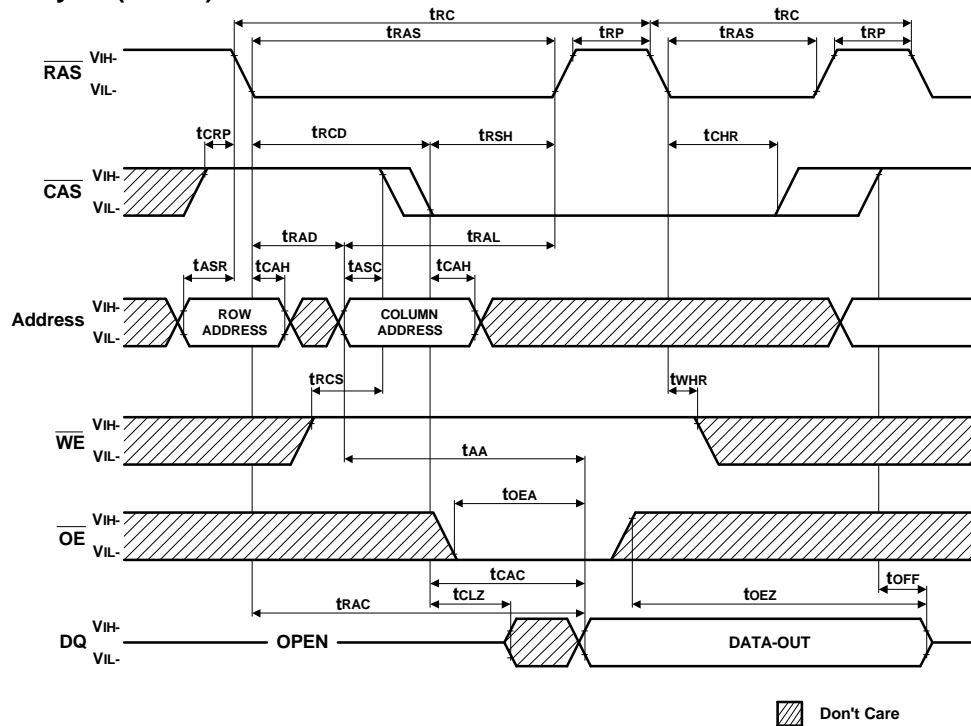 tRC tRC
tRAS tRP tRAS tRP
RAS VIH-
VIL-
tCRP tRCD tRSH tCHR
CAS VIH-
VIL-
tRAD tRAL
tASR tCAH tASC tCAH
Address VIH-
VIL-
ROW ADDRESS
COLUMN ADDRESS
tRCS tWHR
WE VIH-
VIL-
tAA
tOEA
OE VIH-
VIL-
tCAC tOFF
tCLZ tOEZ
tRAC
DQ VIH-
VIL-
OPEN DATA-OUT
Don't Care